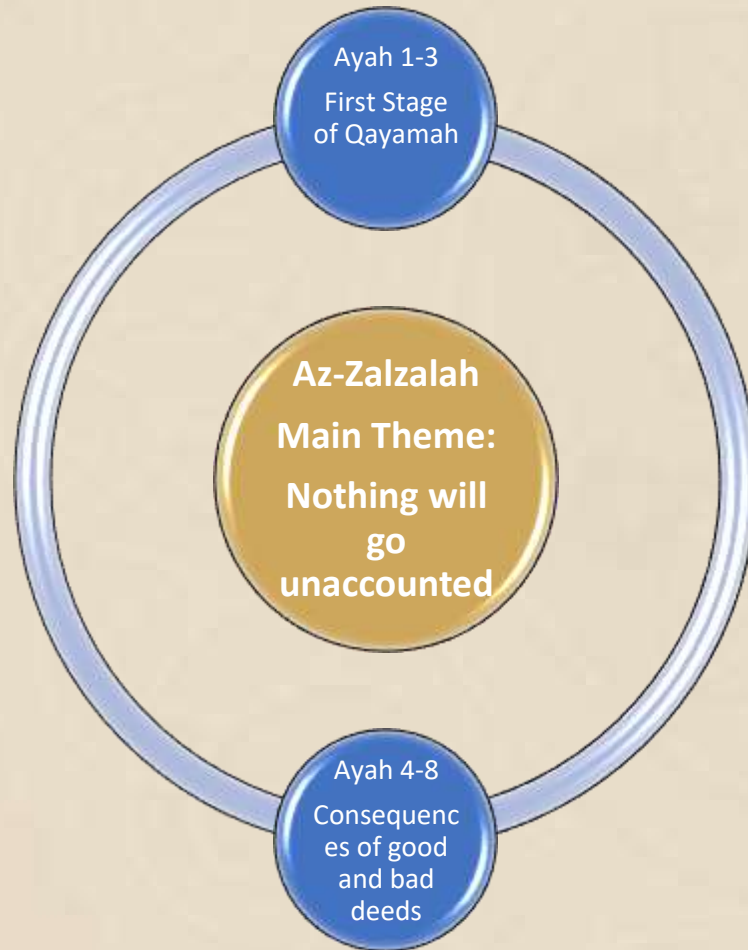 Ayah 1-3
First Stage
of Qayamah
Az-Zalzalah
Main Theme:
Nothing will
go
unaccounted
Ayah 4-8
Consequenc
es of good
and bad
deeds